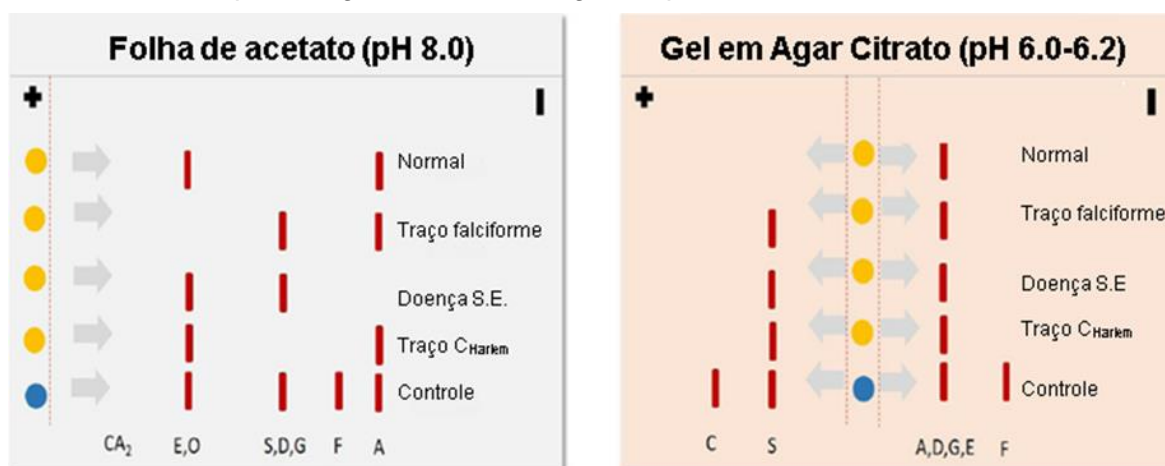 Folha de acetato (pH 8.0)
+ I
Normal
Traço falciforme
Doença S.E.
Traço CHarlem
Controle
CA2 E,O S,D,G F A
Gel em Agar Citrato (pH 6.0-6.2)
+ I
Normal
Traço falciforme
Doença S.E
Traço CHarlem
Controle
C S A,D,G,E F